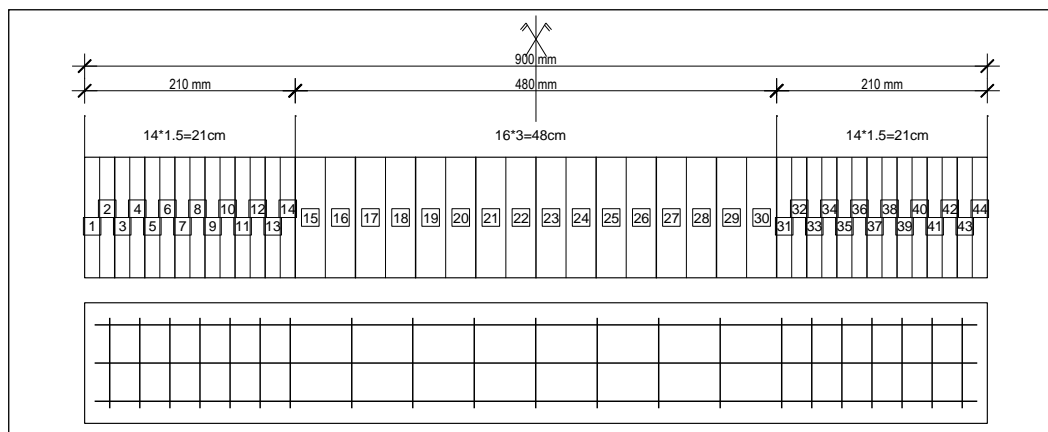 900 mm
210 mm 480 mm 210 mm
14*1.5=21cm 16*3=48cm 14*1.5=21cm
2 4 6 8 10 12 14 32 34 36 38 40 42 44
15 16 17 18 19 20 21 22 23 24 25 26 27 28 29 30
1 3 5 7 9 11 13 31 33 35 37 39 41 43